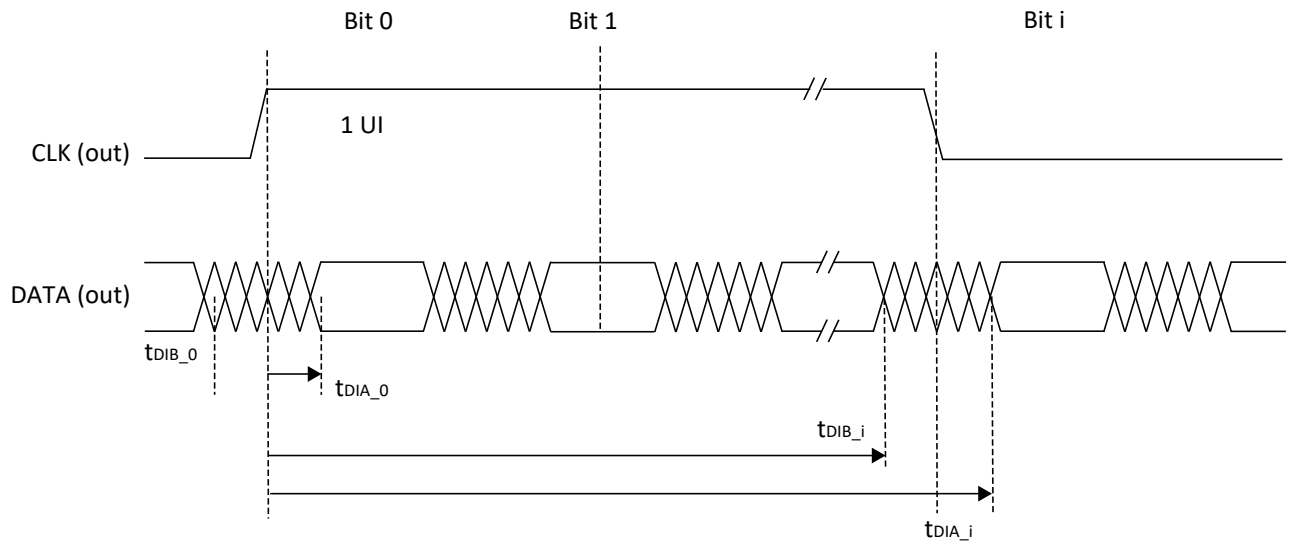 Bit 0 Bit 1 Bit i
1 UI
CLK (out)
DATA (out)
tDIB_0
tDIA_0
tDIB_i
tDIA_i